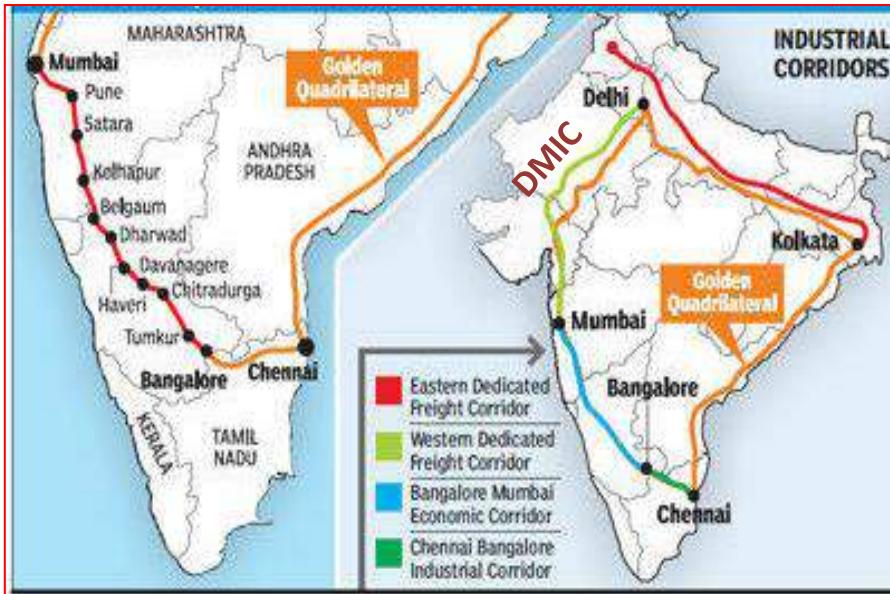 MAHARASHTRA
Mumbai
Pune
Satara
Kolhapur
Belgaum
Dharwad
Davanagere
Haveri
Chitradurga
Tumkur
Bangalore
Chennai
KERALA
TAMIL
NADU
ANDHRA
PRADESH
Golden
Quadrilateral
INDUSTRIAL
CORRIDORS
Delhi
DMIC
Kolkata
Golden
Quadrilateral
Mumbai
Bangalore
Chennai
Eastern Dedicated
Freight Corridor
Western Dedicated
Freight Corridor
Bangalore Mumbai
Economic Corridor
Chennai Bangalore
Industrial Corridor